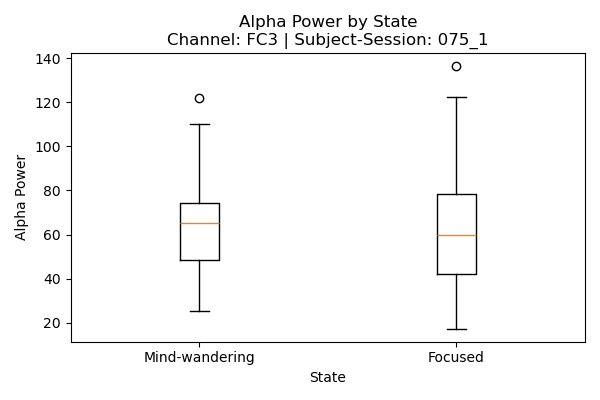 Alpha Power by State
Channel: FC3 | Subject-Session: 075_1
Alpha Power
140
120
100
80
60
40
20
Mind-wandering
Focused
State